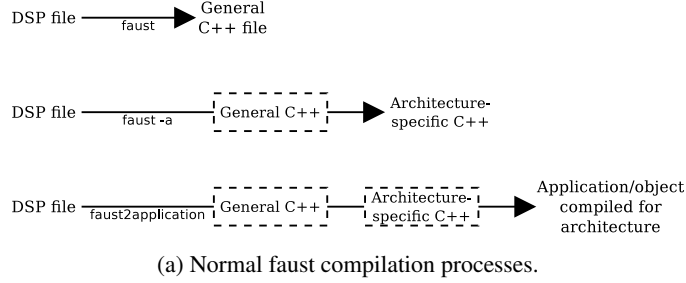 DSP file
faust
General
C++ file
DSP file
faust -a
General C++
Architecture-
specific C++
DSP file
faust2application
General C++
Architecture-
specific C++
Application/object
compiled for
architecture
(a) Normal faust compilation processes.